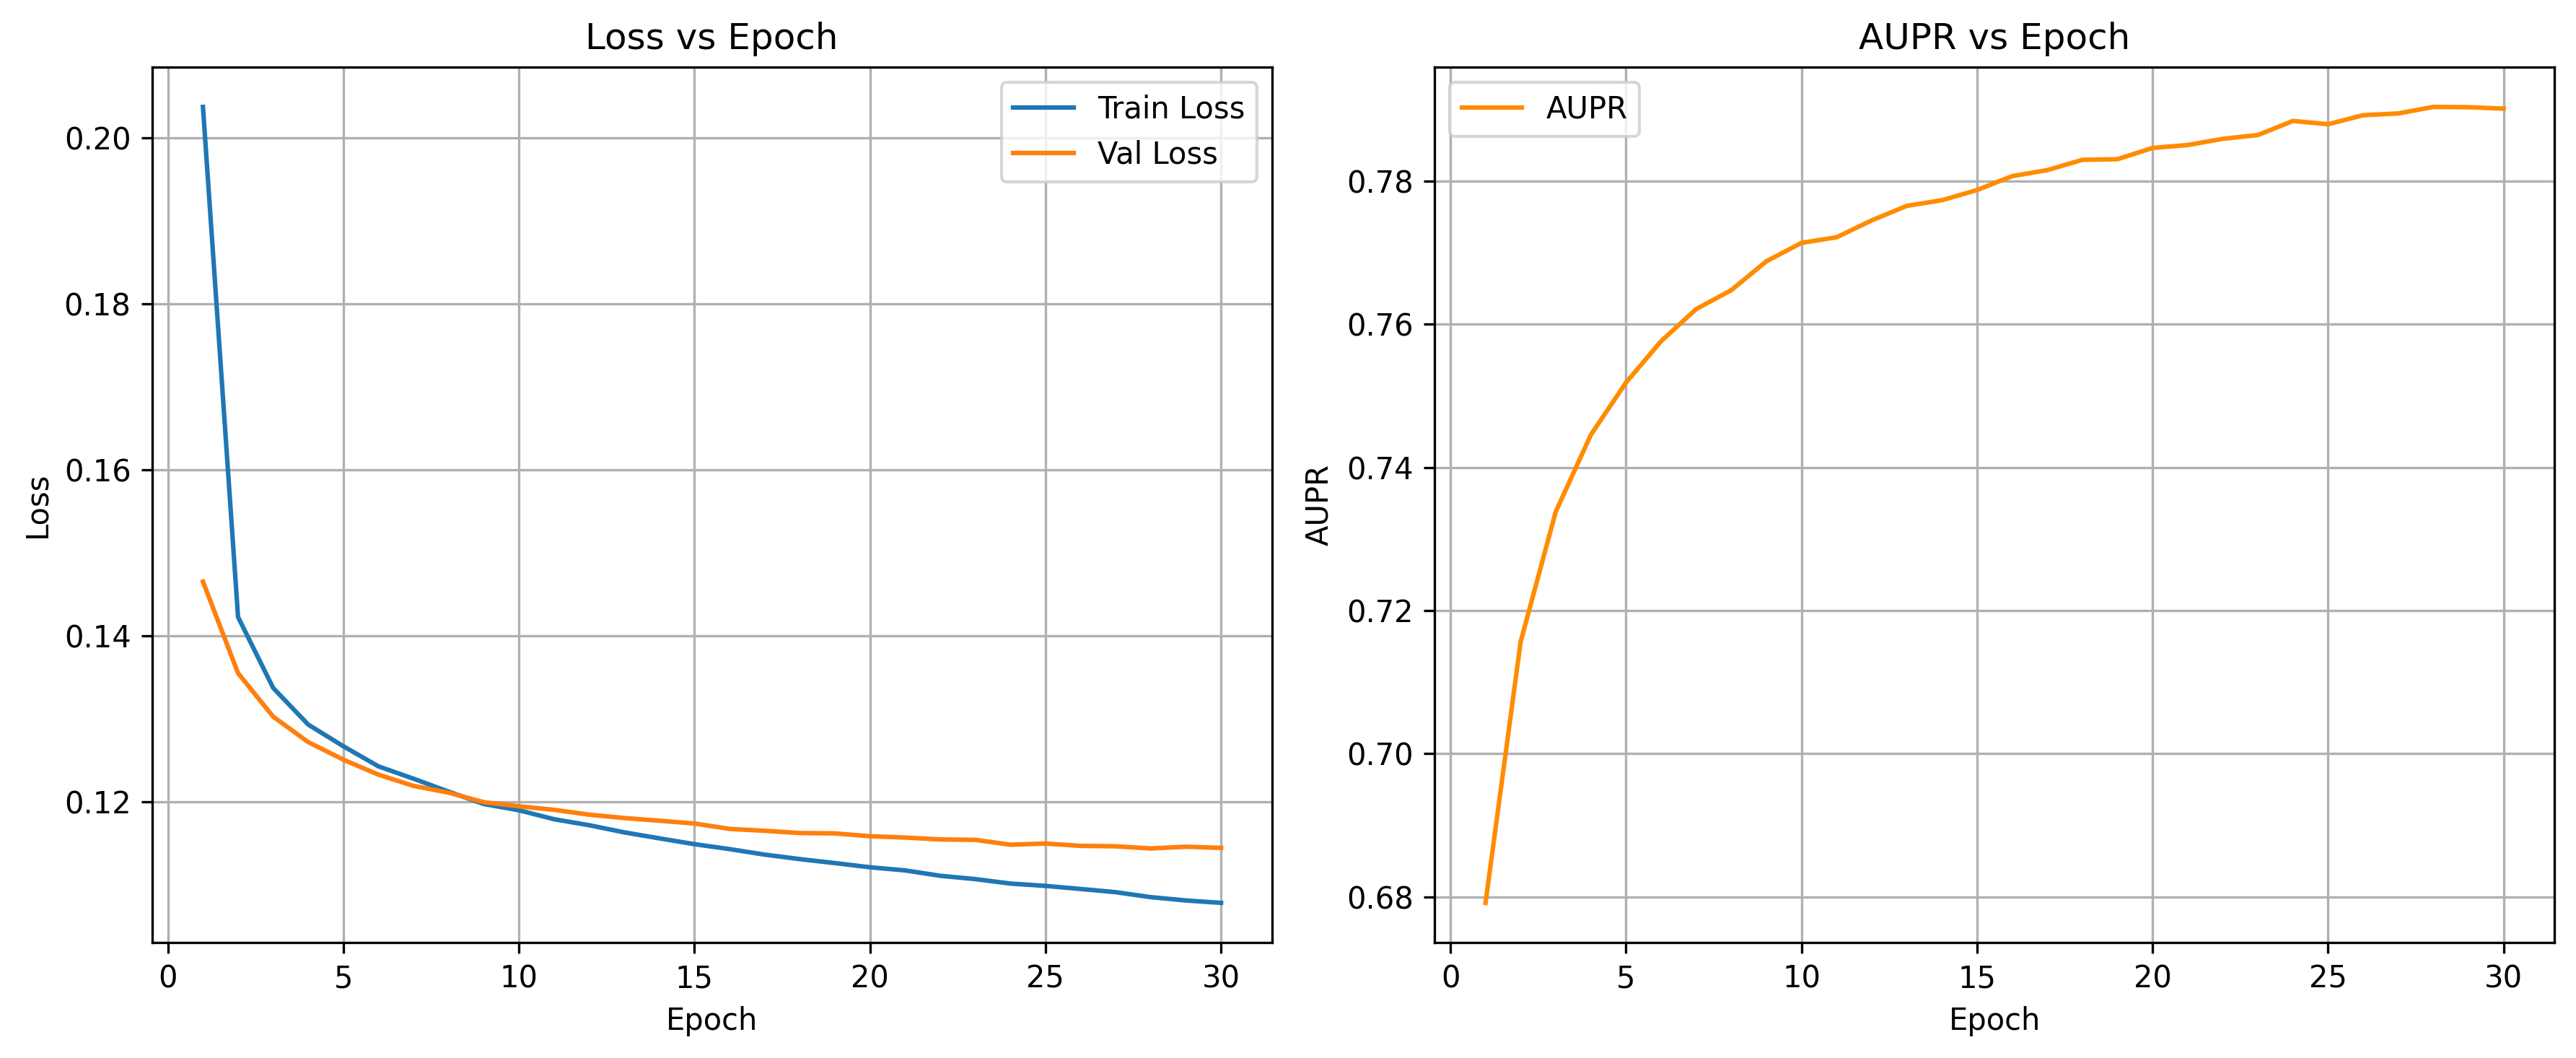 Loss vs Epoch
Train Loss
Val Loss
0.20
0.18
0.16
0.14
0.12
Loss
0 5 10 15 20 25 30
Epoch
AUPR vs Epoch
AUPR
0.78
0.76
0.74
0.72
0.70
0.68
AUPR
0 5 10 15 20 25 30
Epoch